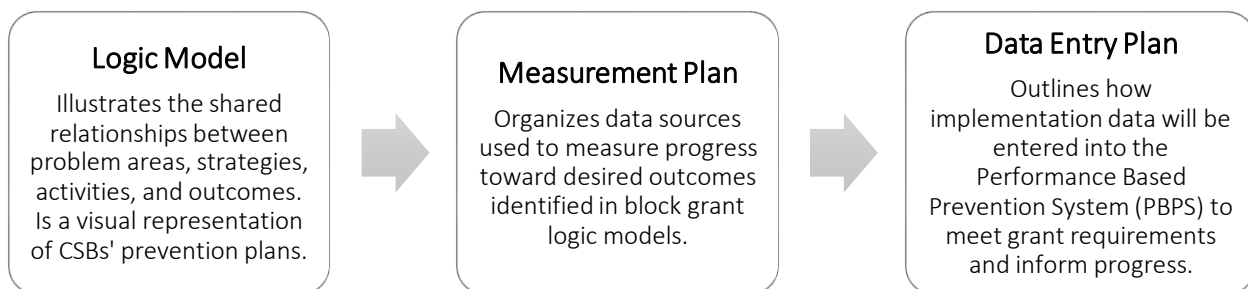 Logic Model
Illustrates the shared
relationships between
problem areas, strategies,
activities, and outcomes.
Is a visual representation
of CSBs' prevention plans.
Measurement Plan
Organizes data sources
used to measure progress
toward desired outcomes
identified in block grant
logic models.
Data Entry Plan
Outlines how
implementation data will be
entered into the
Performance Based
Prevention System (PBPS) to
meet grant requirements
and inform progress.